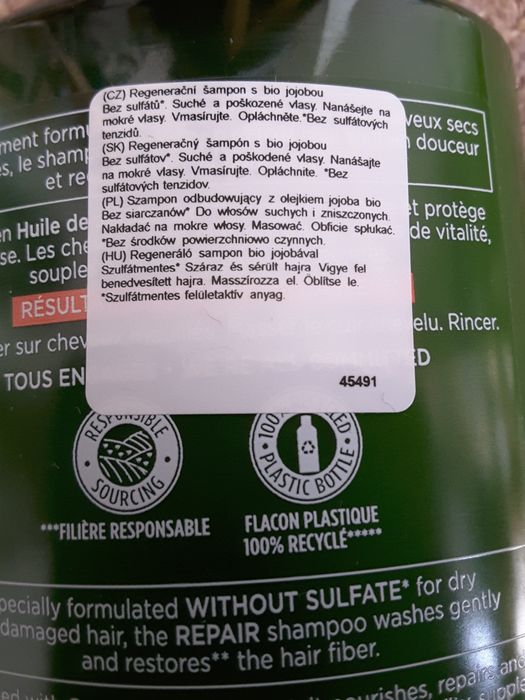 (CZ) Regenerační šampon s bio jojobou
Bez sulfátů*. Suché a poškozené vlasy. Nanášejte na
mokré vlasy. Vmasírujte. Opláchněte.*Bez sulfátových
tenzidů.
(SK) Regeneračný šampón s bio jojobou
Bez sulfátov*. Suché a poškodené vlasy. Nanášajte
na mokré vlasy. Vmasírujte. Opláchnite. *Bez
sulfátových tenzidov.
(PL) Szampon odbudowujący z olejkiem jojoba bio
Bez siarczanów* Do włosów suchych i zniszczonych.
Nakładać na mokre włosy. Masować. Obficie spłukać.
*Bez środków powierzchniowo czynnych.
(HU) Regeneráló sampon bio jojobával
Szulfátmentes* Száraz és sérült hajra Vigye fel
benedvesített hajra. Masszírozza el. Öblítse le.
*Szulfátmentes felületaktív anyag.
45491
veux secs
douceur
le sham
et re
et protège
n Huile de
de vitalité,
se. Les che
souple
RÉSULT
elu. Rincer.
er sur chev
TOUS EN
RESPONSIBLE
SOURCING
100%
PLASTIC BOTTLE
***FILIÈRE RESPONSABLE
FLACON PLASTIQUE
100% RECYCLÉ*****
pecially formulated WITHOUT SULFATE* for dry
damaged hair, the REPAIR shampoo washes gently
and restores** the hair fiber.
urishes, repairs and